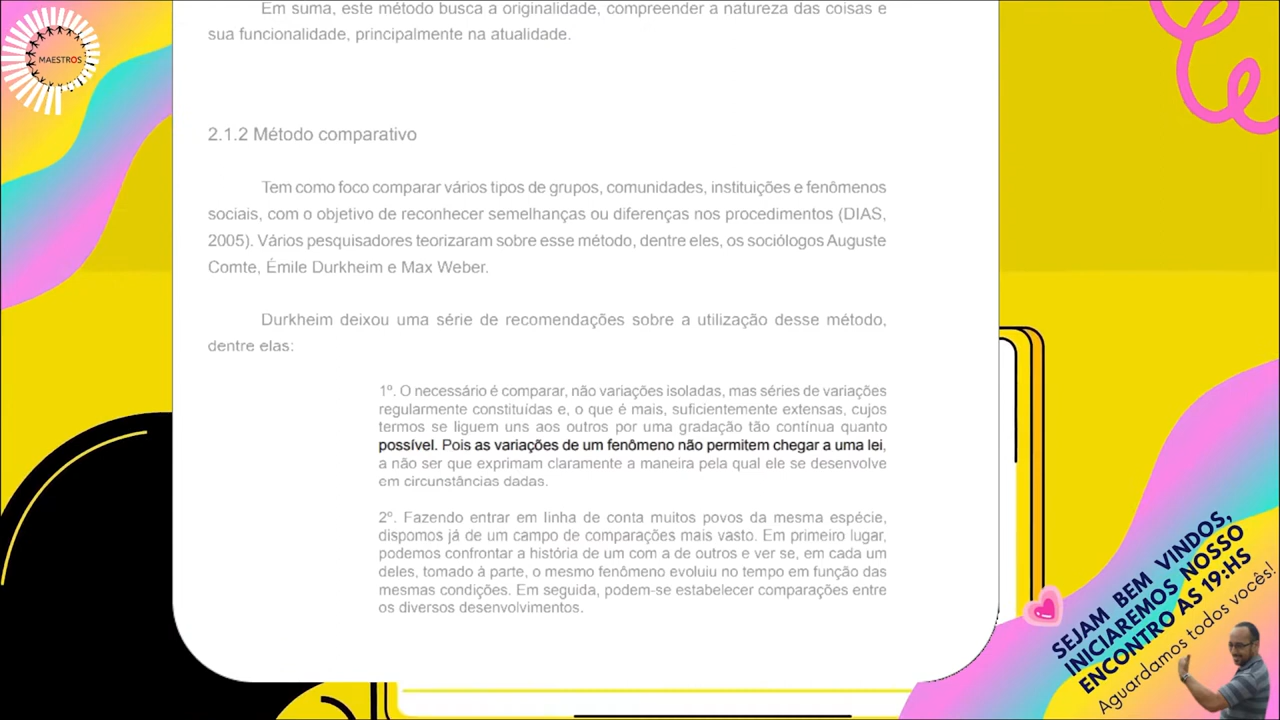 MAESTROS
Em suma, este método busca a originalidade, compreender a natureza das coisas e
sua funcionalidade, principalmente na atualidade.
2.1.2 Método comparativo
Tem como foco comparar vários tipos de grupos, comunidades, instituições e fenômenos
sociais, com o objetivo de reconhecer semelhanças ou diferenças nos procedimentos (DIAS,
2005). Vários pesquisadores teorizaram sobre esse método, dentre eles, os sociólogos Auguste
Comte, Émile Durkheim e Max Weber.
Durkheim deixou uma série de recomendações sobre a utilização desse método,
dentre elas:
1º. O necessário é comparar, não variações isoladas, mas séries de variações
regularmente constituídas e, o que é mais, suficientemente extensas, cujos
termos se liguem uns aos outros por uma gradação tão contínua quanto
possível. Pois as variações de um fenômeno não permitem chegar a uma lei,
a não ser que exprimam claramente a maneira pela qual ele se desenvolve
em circunstâncias dadas.
2º. Fazendo entrar em linha de conta muitos povos da mesma espécie,
dispomos já de um campo de comparações mais vasto. Em primeiro lugar,
podemos confrontar a história de um com a de outros e ver se, em cada um
deles, tomado à parte, o mesmo fenômeno evoluiu no tempo em função das
mesmas condições. Em seguida, podem-se estabelecer comparações entre
os diversos desenvolvimentos.
SEJAM BEM VINDOS,
INICIAREMOS NOSSO
ENCONTRO AS 19:HS
Aguardamos todos vocês!